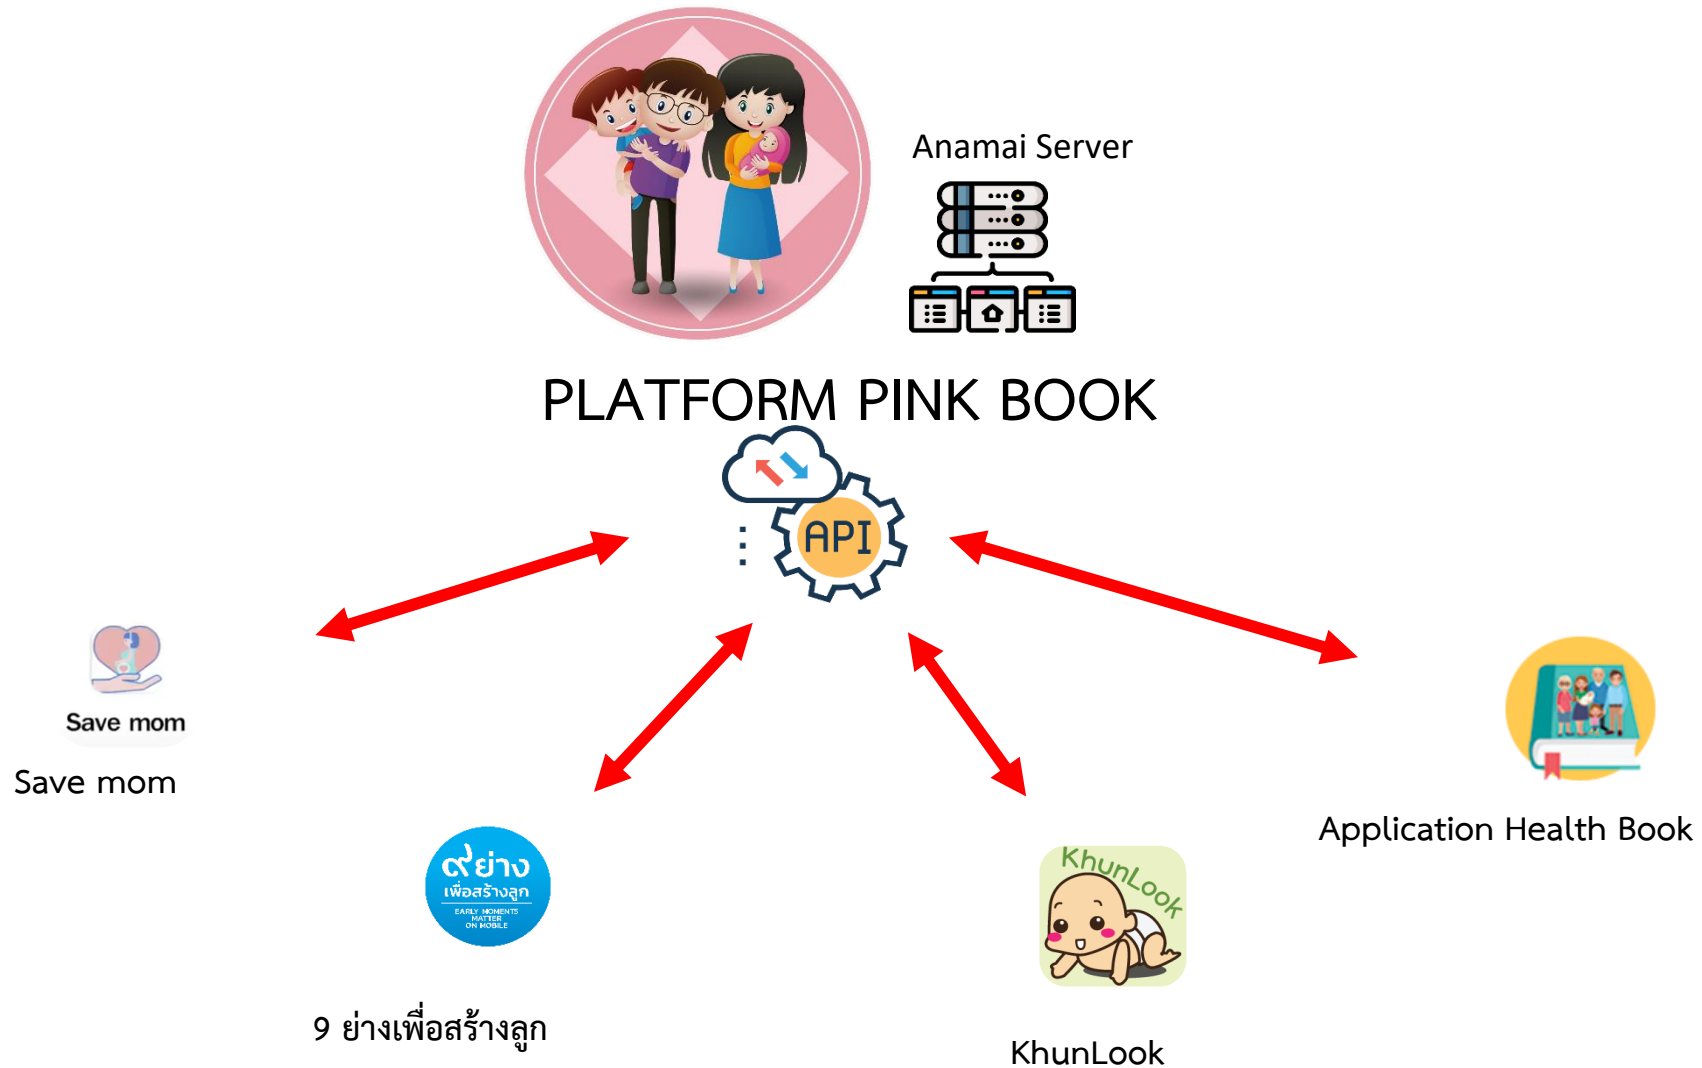 Anamai Server
PLATFORM PINK BOOK
API
Save mom
Save mom
๙ย่าง
เพื่อสร้างลูก
EARLY MOMENTS
MATTER
ON MOBILE
9 ย่างเพื่อสร้างลูก
KhunLook
KhunLook
Application Health Book